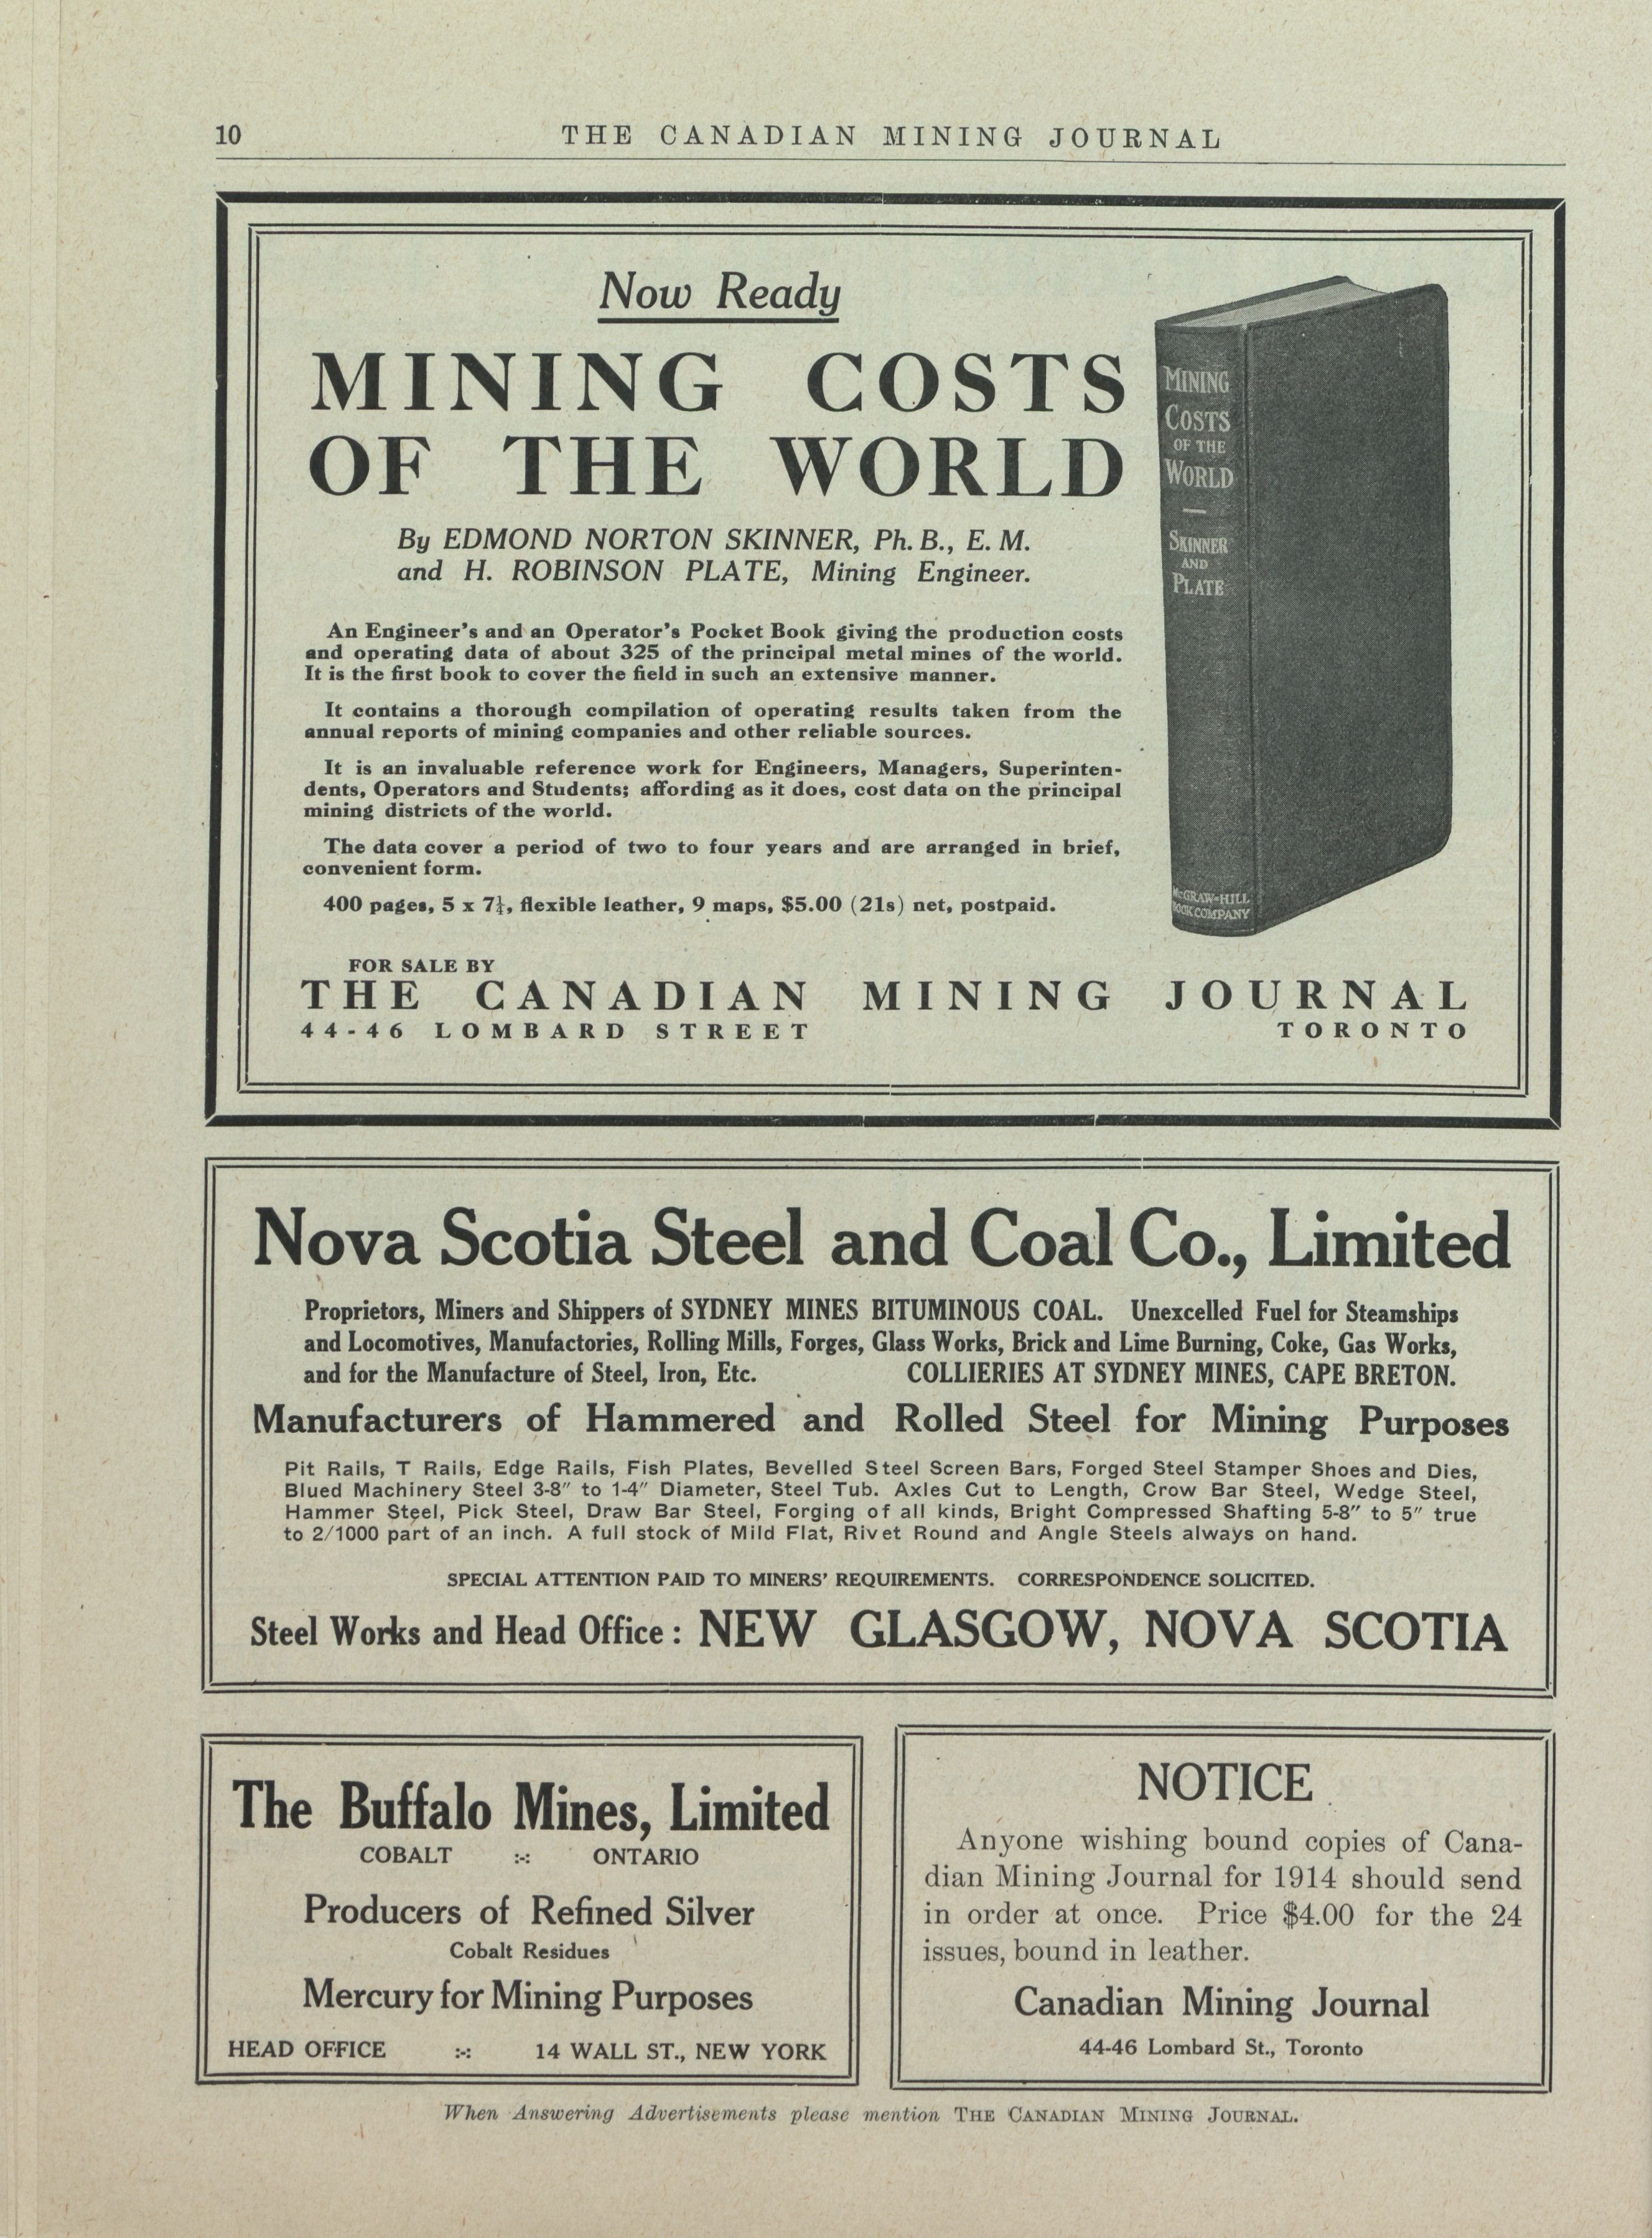 10
THE CANADIAN MINING JOURNAL
Now Ready
MINING COSTS
OF THE WORLD
By EDMOND NORTON SKINNER, Ph. B., E. M.
and H. ROBINSON PLATE, Mining Engineer.
An Engineer's and an Operator's Pocket Book giving the production costs
and operating data of about 325 of the principal metal mines of the world.
It is the first book to cover the field in such an extensive manner.
It contains a thorough compilation of operating results taken from the
annual reports of mining companies and other reliable sources.
It is an invaluable reference work for Engineers, Managers, Superinten-
dents, Operators and Students; affording as it does, cost data on the principal
mining districts of the world.
The data cover a period of two to four years and are arranged in brief,
convenient form.
400 pages, 5 x 7¼, flexible leather, 9 maps, $5.00 (21s) net, postpaid.
MINING
COSTS
OF THE
WORLD
—
SKINNER
AND
PLATE
McGRAW-HILL
BOOK COMPANY
FOR SALE BY
THE CANADIAN MINING JOURNAL
44-46 LOMBARD STREET TORONTO
Nova Scotia Steel and Coal Co., Limited
Proprietors, Miners and Shippers of SYDNEY MINES BITUMINOUS COAL. Unexcelled Fuel for Steamships
and Locomotives, Manufactories, Rolling Mills, Forges, Glass Works, Brick and Lime Burning, Coke, Gas Works,
and for the Manufacture of Steel, Iron, Etc. COLLIERIES AT SYDNEY MINES, CAPE BRETON.
Manufacturers of Hammered and Rolled Steel for Mining Purposes
Pit Rails, T Rails, Edge Rails, Fish Plates, Bevelled Steel Screen Bars, Forged Steel Stamper Shoes and Dies,
Blued Machinery Steel 3-8″ to 1-4″ Diameter, Steel Tub. Axles Cut to Length, Crow Bar Steel, Wedge Steel,
Hammer Steel, Pick Steel, Draw Bar Steel, Forging of all kinds, Bright Compressed Shafting 5-8″ to 5″ true
to 2/1000 part of an inch. A full stock of Mild Flat, Rivet Round and Angle Steels always on hand.
SPECIAL ATTENTION PAID TO MINERS' REQUIREMENTS. CORRESPONDENCE SOLICITED.
Steel Works and Head Office : NEW GLASGOW, NOVA SCOTIA
The Buffalo Mines, Limited
COBALT :-: ONTARIO
Producers of Refined Silver
Cobalt Residues
Mercury for Mining Purposes
HEAD OFFICE :-: 14 WALL ST., NEW YORK
NOTICE
Anyone wishing bound copies of Cana-
dian Mining Journal for 1914 should send
in order at once. Price $4.00 for the 24
issues, bound in leather.
Canadian Mining Journal
44-46 Lombard St., Toronto
When Answering Advertisements please mention THE CANADIAN MINING JOURNAL.